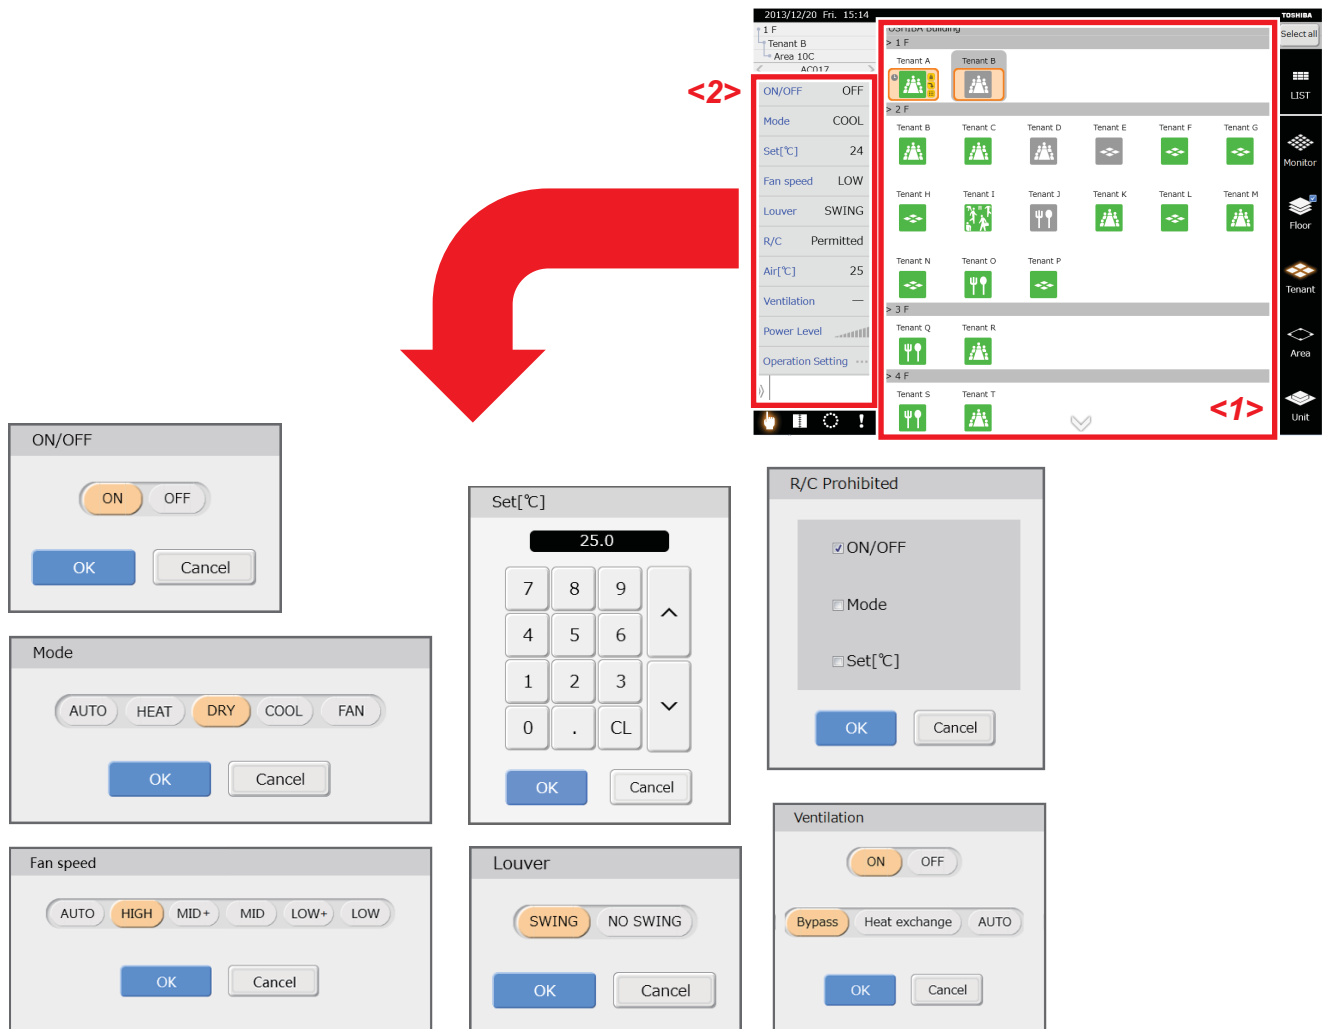 2013/12/20 Fri. 15:14
TOSHIBA
1 F
Tenant B
Area 10C
AC017
<2>
ON/OFF OFF
Mode COOL
Set[℃] 24
Fan speed LOW
Louver SWING
R/C Permitted
Air[℃] 25
Ventilation —
Power Level
Operation Setting ...
OSHIBA Building
> 1 F
Tenant A Tenant B
> 2 F
Tenant B Tenant C Tenant D Tenant E Tenant F Tenant G
Tenant H Tenant I Tenant J Tenant K Tenant L Tenant M
Tenant N Tenant O Tenant P
> 3 F
Tenant Q Tenant R
> 4 F
Tenant S Tenant T
<1>
Select all
LIST
Monitor
Floor
Tenant
Area
Unit
ON/OFF
ON OFF
OK Cancel
Mode
AUTO HEAT DRY COOL FAN
OK Cancel
Fan speed
AUTO HIGH MID+ MID LOW+ LOW
OK Cancel
Set[℃]
25.0
7 8 9
4 5 6
1 2 3
0 . CL
OK Cancel
Louver
SWING NO SWING
OK Cancel
R/C Prohibited
ON/OFF
Mode
Set[℃]
OK Cancel
Ventilation
ON OFF
Bypass Heat exchange AUTO
OK Cancel